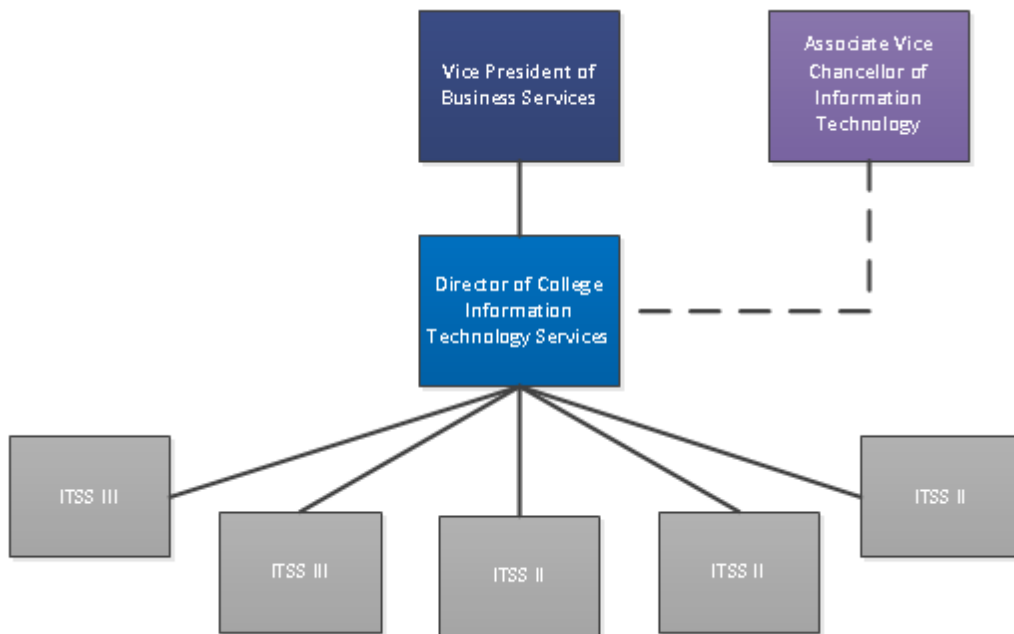 Vice President of
Business Services
Associate Vice
Chancellor of
Information
Technology
Director of College
Information
Technology Services
ITSS III
ITSS III
ITSS II
ITSS II
ITSS II